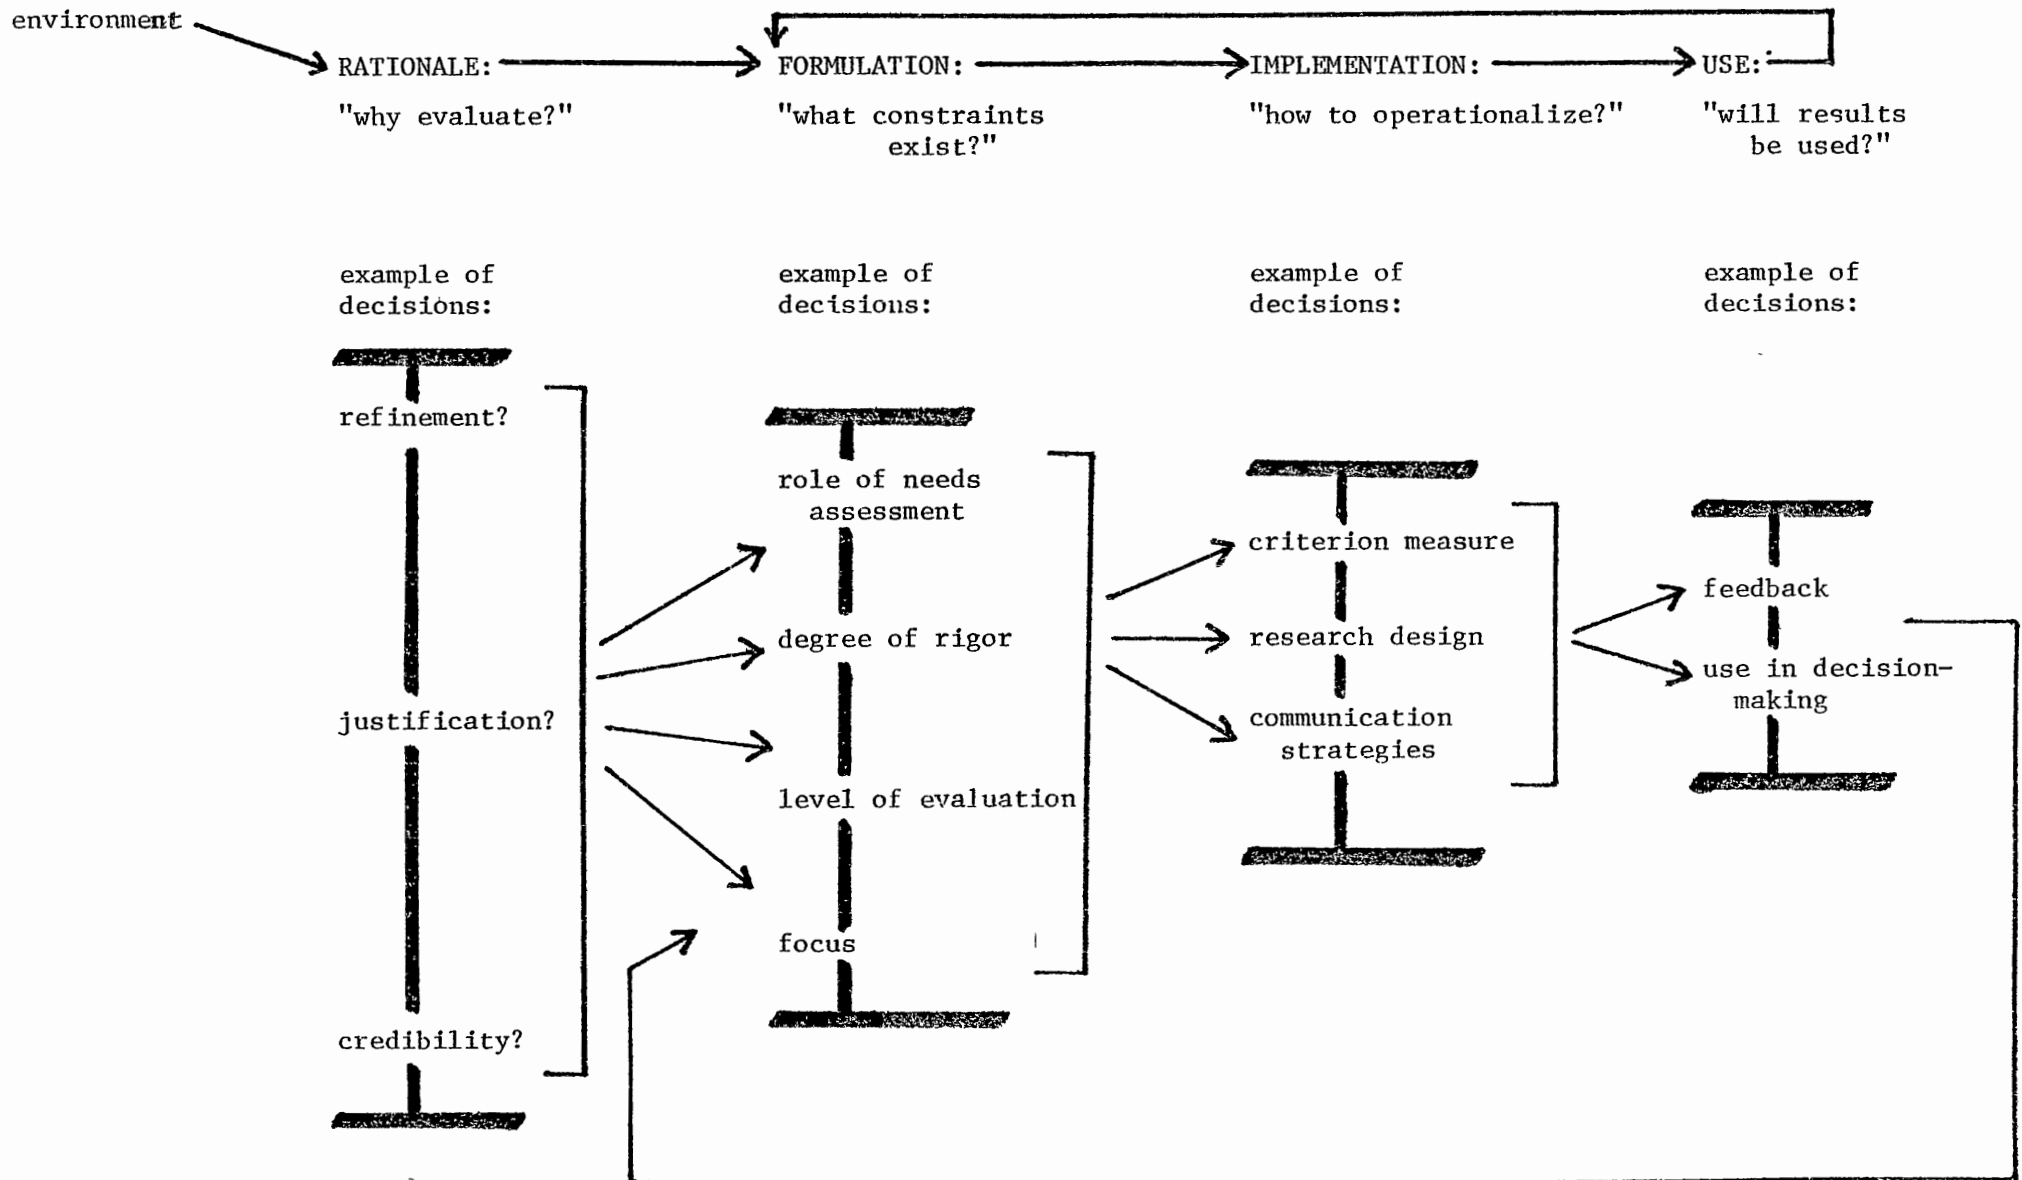 environment
RATIONALE:
"why evaluate?"
FORMULATION:
"what constraints
exist?"
IMPLEMENTATION:
"how to operationalize?"
USE:
"will results
be used?"
example of
decisions:
refinement?
justification?
credibility?
example of
decisions:
role of needs
assessment
degree of rigor
level of evaluation
focus
example of
decisions:
criterion measure
research design
communication
strategies
example of
decisions:
feedback
use in decision-
making